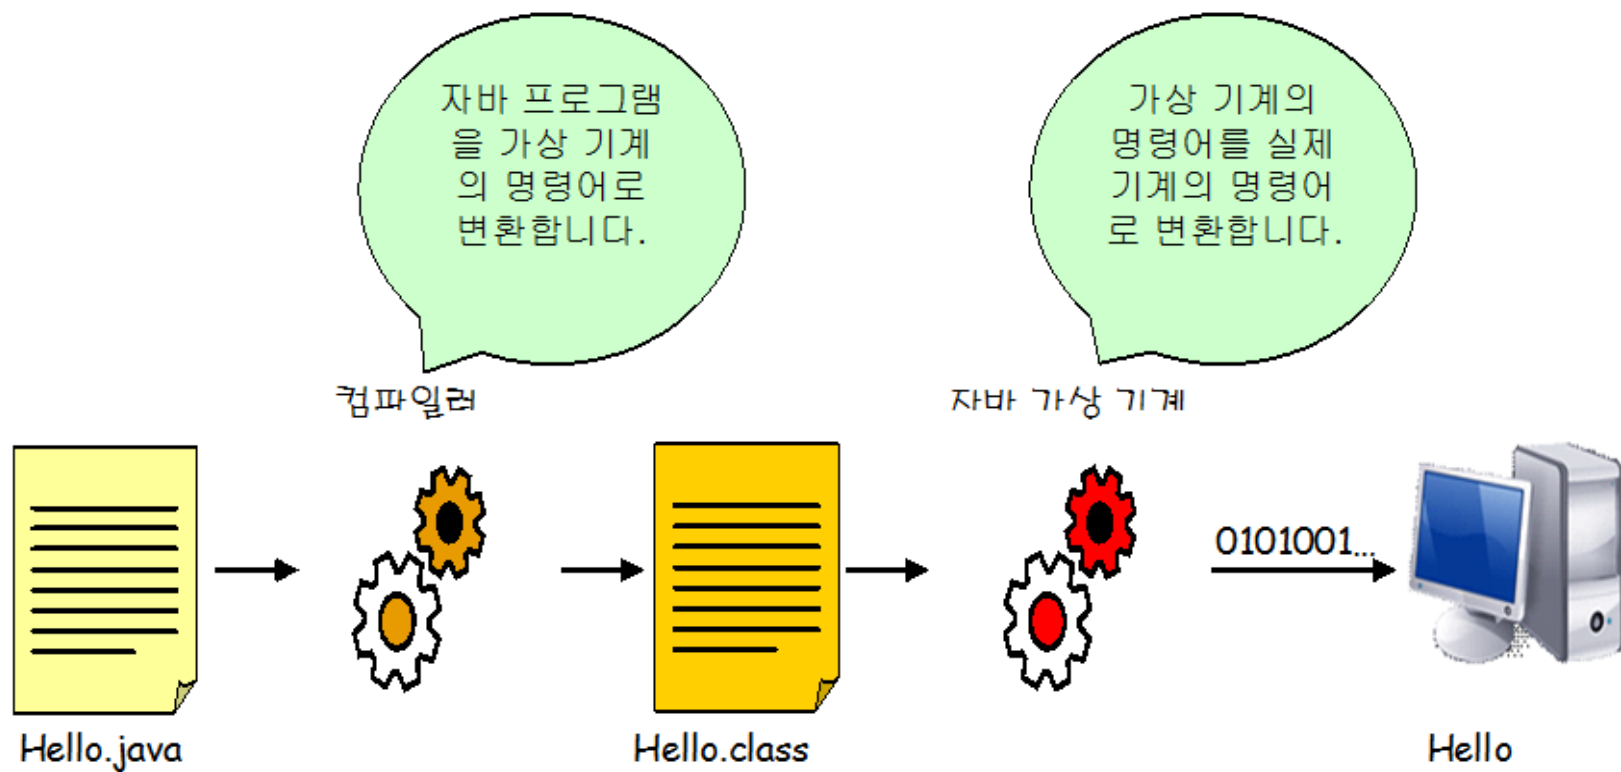 자바 프로그램
을 가상 기계
의 명령어로
변환합니다.
가상 기계의
명령어를 실제
기계의 명령어
로 변환합니다.
컴파일러
자바 가상 기계
0101001...
Hello.java
Hello.class
Hello